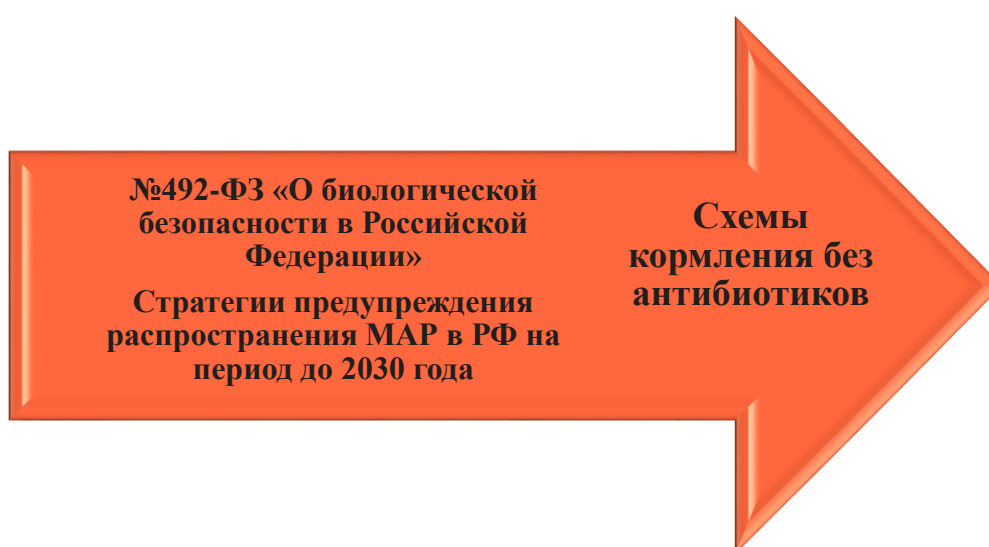 №492-ФЗ «О биологической
безопасности в Российской
Федерации»
Стратегии предупреждения
распространения МАР в РФ на
период до 2030 года
Схемы
кормления без
антибиотиков